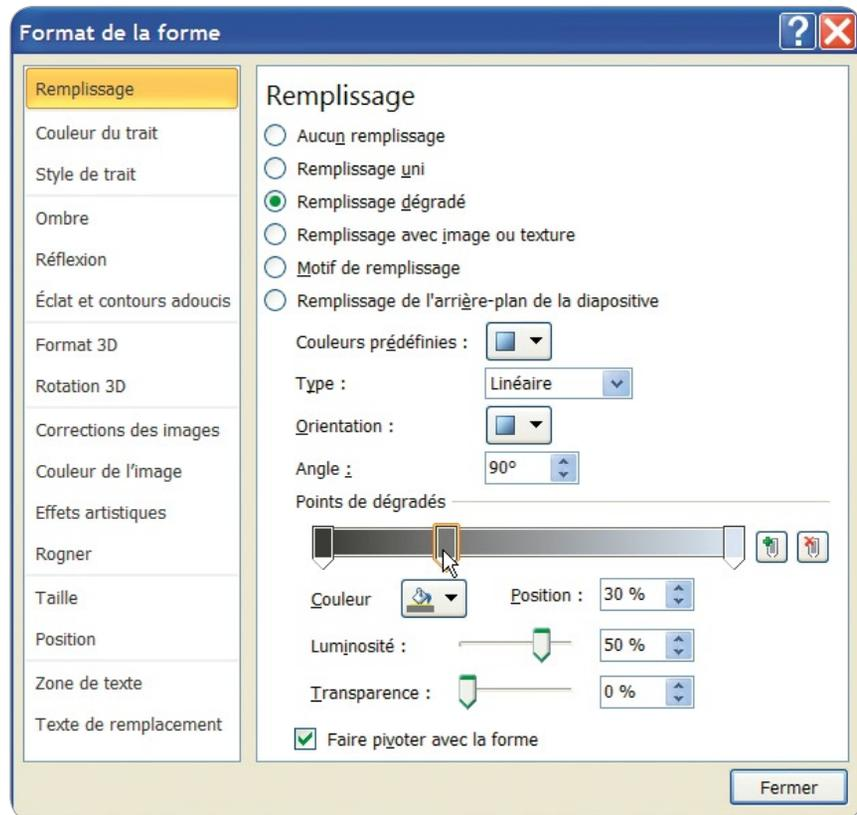 Format de la forme
Remplissage
Couleur du trait
Style de trait
Ombre
Réflexion
Éclat et contours adoucis
Format 3D
Rotation 3D
Corrections des images
Couleur de l'image
Effets artistiques
Rogner
Taille
Position
Zone de texte
Texte de remplacement
Remplissage
Aucun remplissage
Remplissage uni
Remplissage dégradé
Remplissage avec image ou texture
Motif de remplissage
Remplissage de l'arrière-plan de la diapositive
Couleurs prédéfinies :
Type : Linéaire
Orientation :
Angle : 90°
Points de dégradés
Couleur Position : 30 %
Luminosité : 50 %
Transparence : 0 %
Faire pivoter avec la forme
Fermer